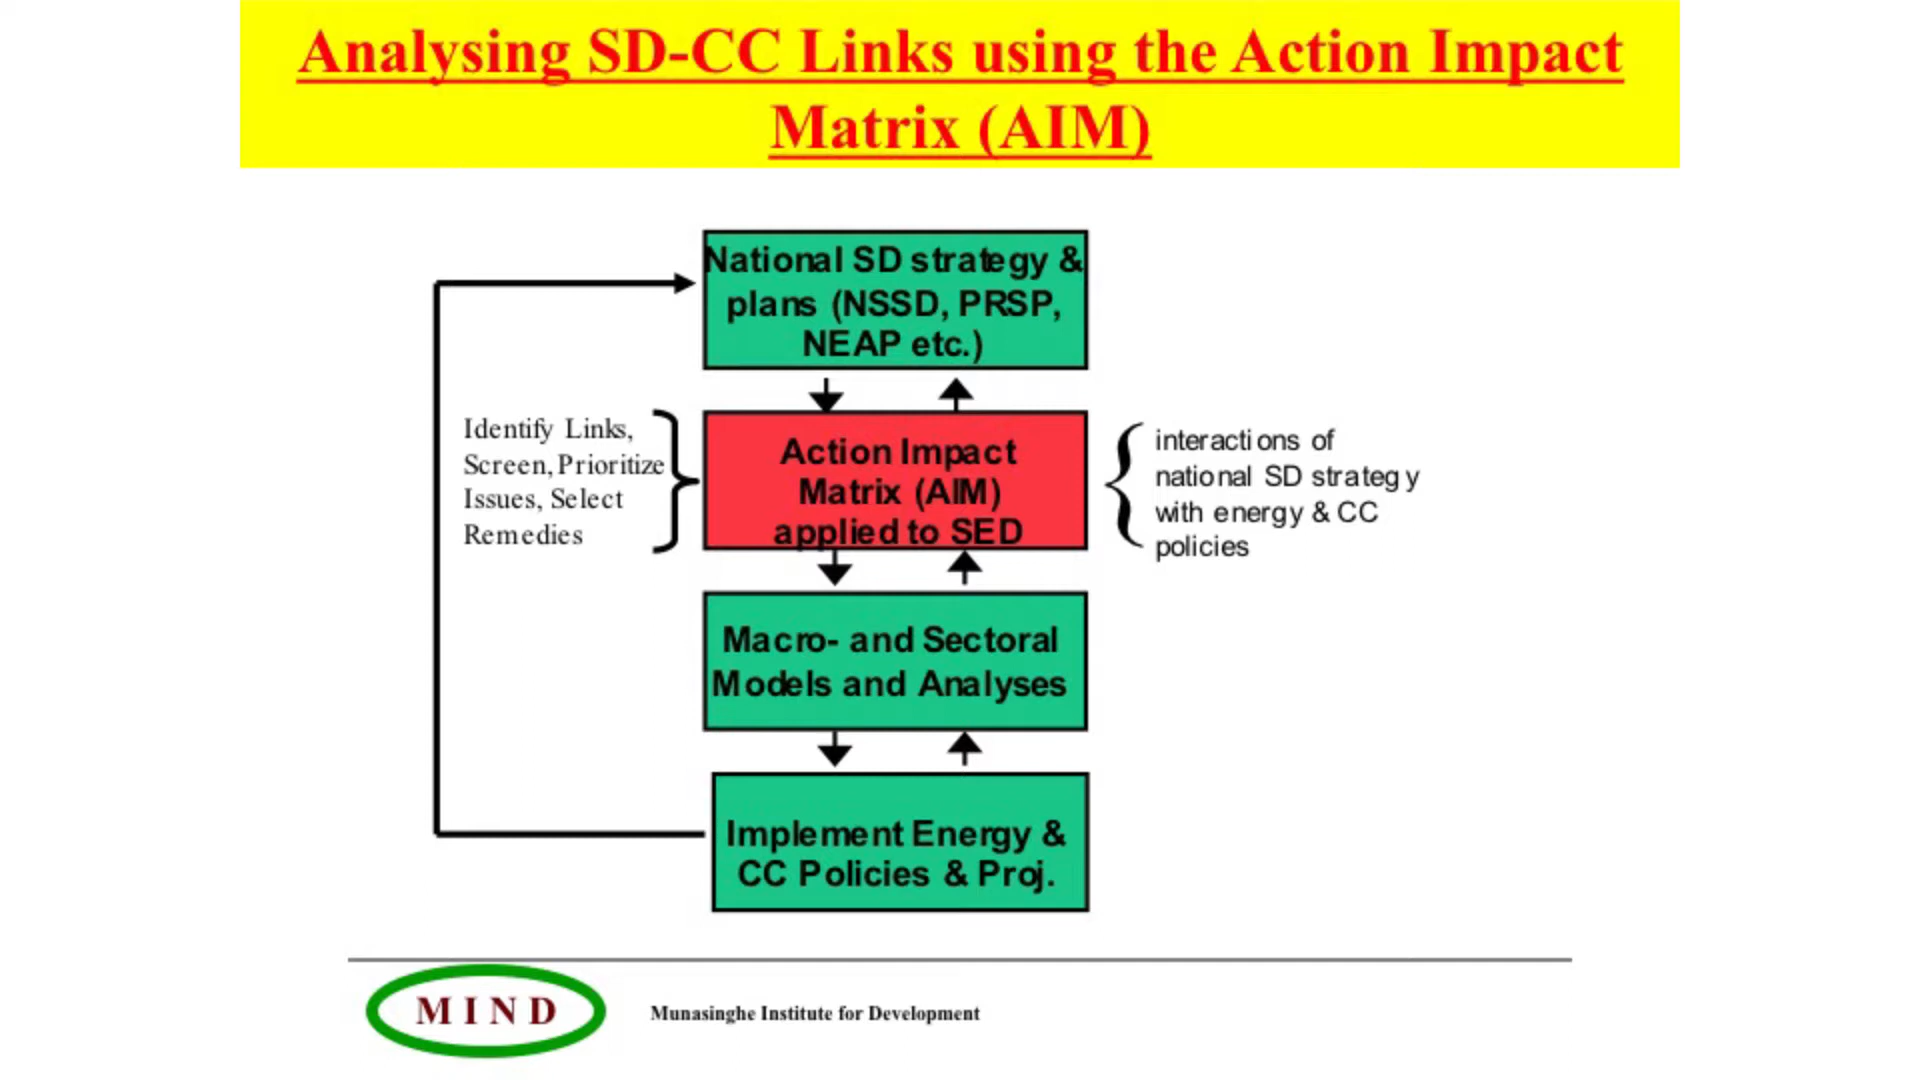 Analysing SD-CC Links using the Action Impact
Matrix (AIM)
National SD strategy &
plans (NSSD, PRSP,
NEAP etc.)
Identify Links,
Screen, Prioritize
Issues, Select
Remedies
Action Impact
Matrix (AIM)
applied to SED
interactions of
national SD strategy
with energy & CC
policies
Macro- and Sectoral
Models and Analyses
Implement Energy &
CC Policies & Proj.
MIND
Munasinghe Institute for Development